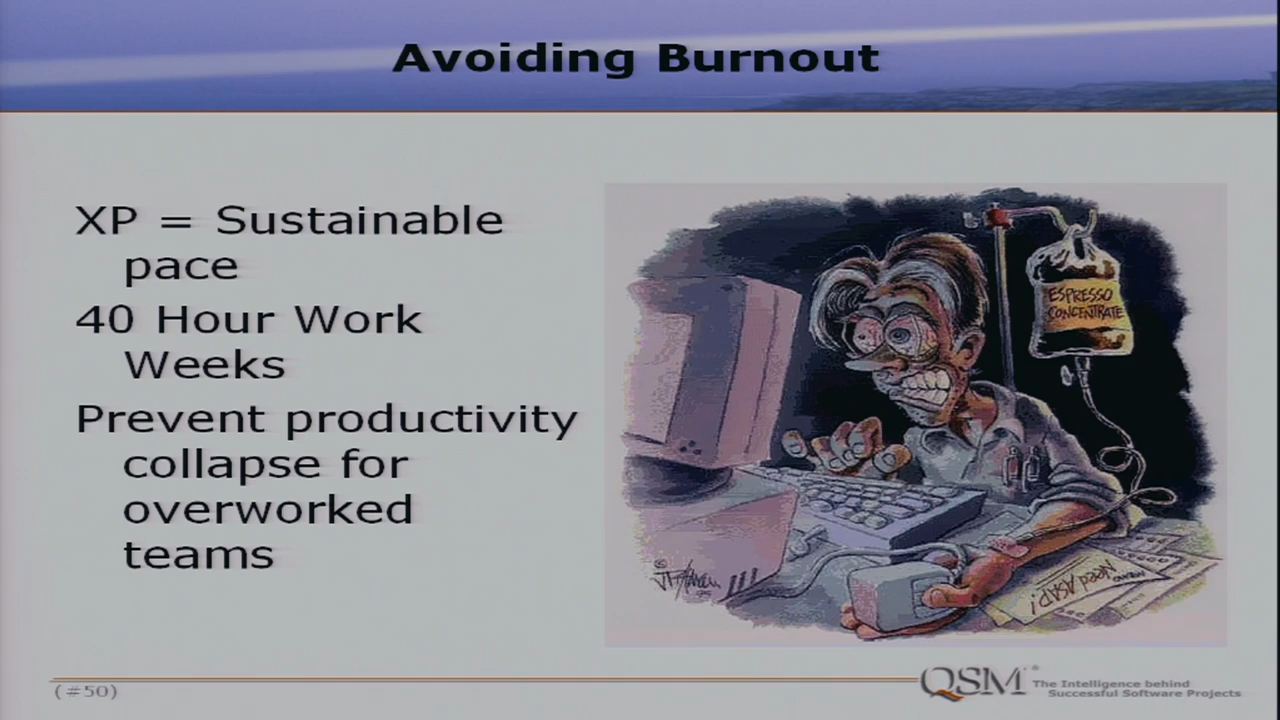 Avoiding Burnout
XP = Sustainable
pace
40 Hour Work
Weeks
Prevent productivity
collapse for
overworked
teams
ESPRESSO
CONCENTRATE
NEED ASAP!
MEMO
(#50)
QSM®
The Intelligence behind
Successful Software Projects